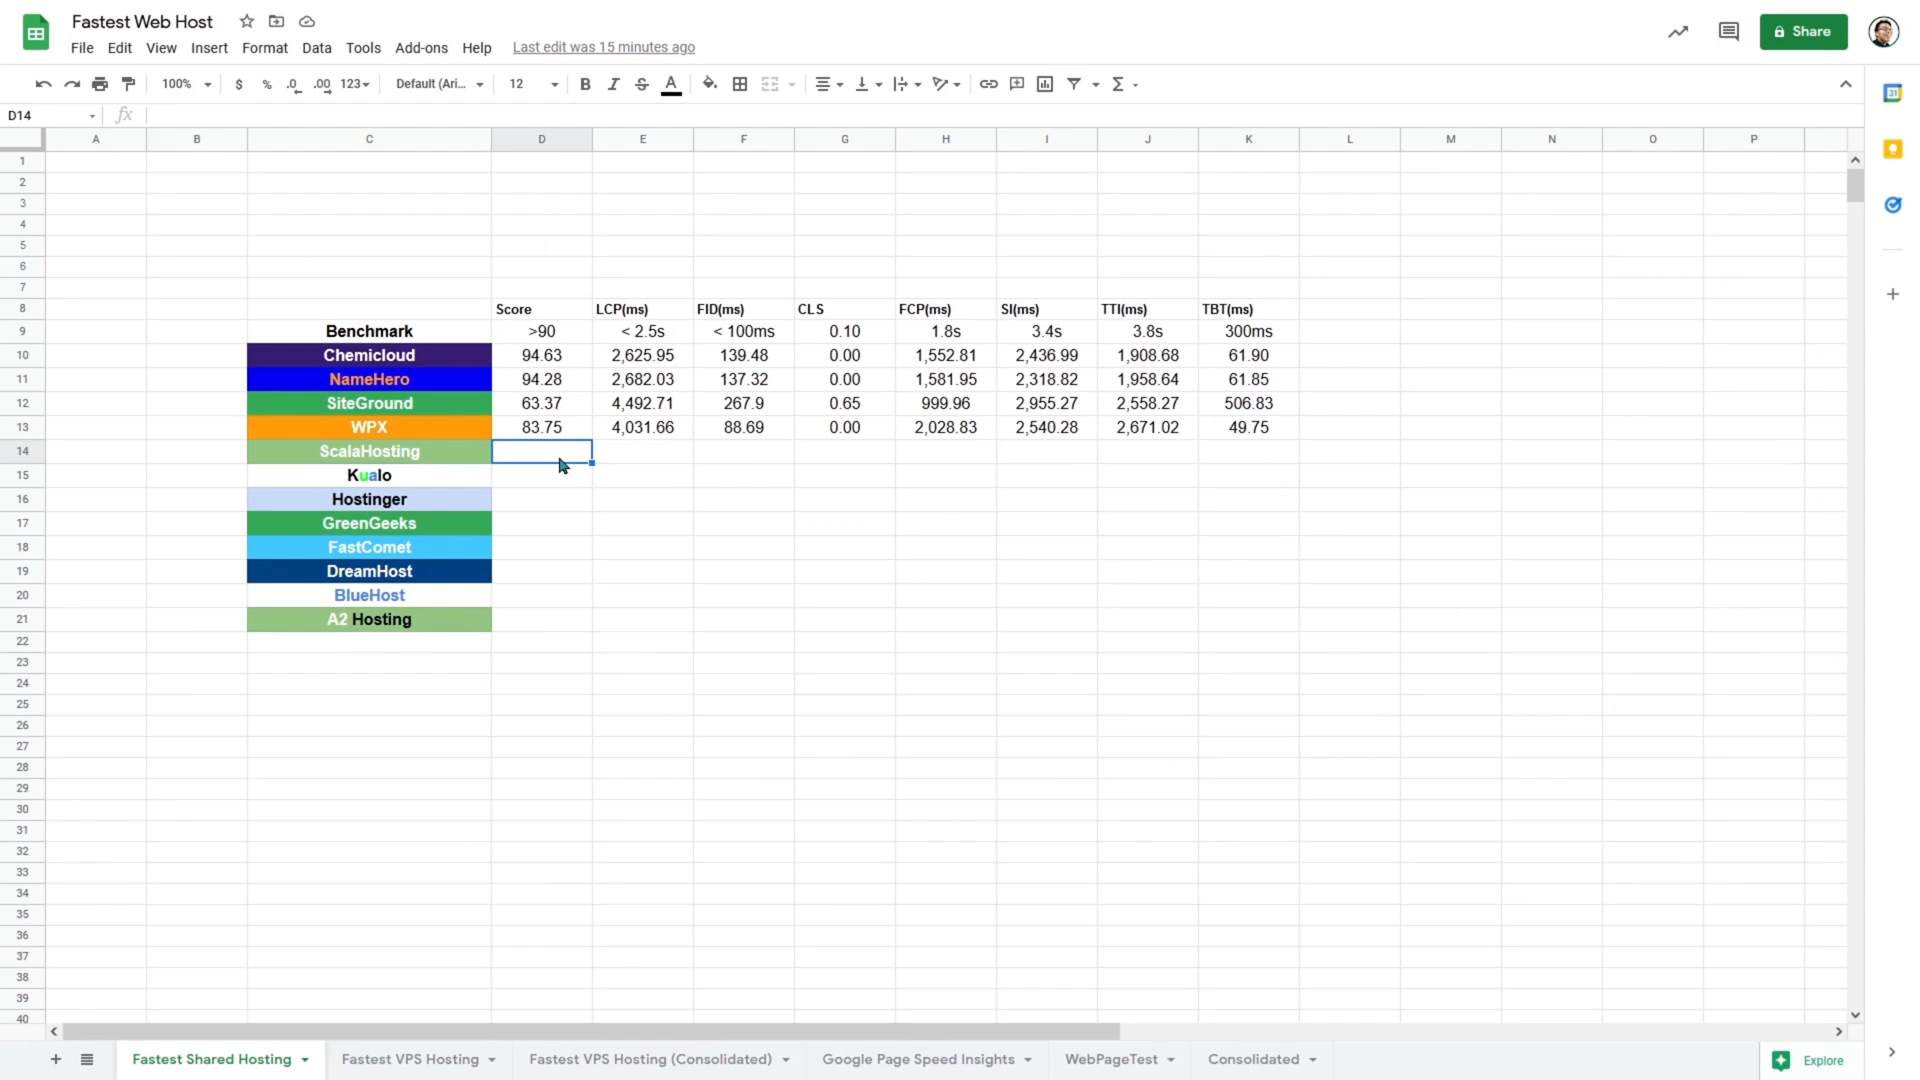 Fastest Web Host
File Edit View Insert Format Data Tools Add-ons Help Last edit was 15 minutes ago
Share
100% $ % .0 .00 123 Default (Ari... 12 B I S A
D14 fx
A B C D E F G H I J K L M N O P
1
2
3
4
5
6
7
8 Score LCP(ms) FID(ms) CLS FCP(ms) SI(ms) TTI(ms) TBT(ms)
9 Benchmark >90 < 2.5s < 100ms 0.10 1.8s 3.4s 3.8s 300ms
10 Chemicloud 94.63 2,625.95 139.48 0.00 1,552.81 2,436.99 1,908.68 61.90
11 NameHero 94.28 2,682.03 137.32 0.00 1,581.95 2,318.82 1,958.64 61.85
12 SiteGround 63.37 4,492.71 267.9 0.65 999.96 2,955.27 2,558.27 506.83
13 WPX 83.75 4,031.66 88.69 0.00 2,028.83 2,540.28 2,671.02 49.75
14 ScalaHosting
15 Kualo
16 Hostinger
17 GreenGeeks
18 FastComet
19 DreamHost
20 BlueHost
21 A2 Hosting
22
23
24
25
26
27
28
29
30
31
32
33
34
35
36
37
38
39
40
Fastest Shared Hosting Fastest VPS Hosting Fastest VPS Hosting (Consolidated) Google Page Speed Insights WebPageTest Consolidated Explore
31